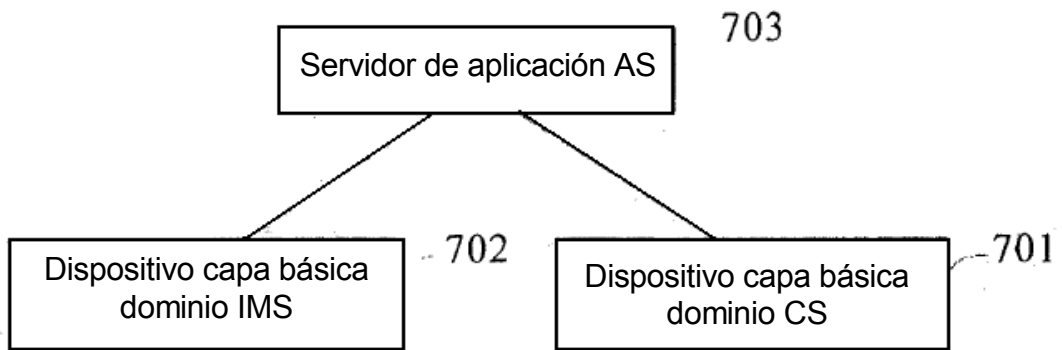 703
Servidor de aplicación AS
Dispositivo capa básica
dominio IMS
702
Dispositivo capa básica
dominio CS
701